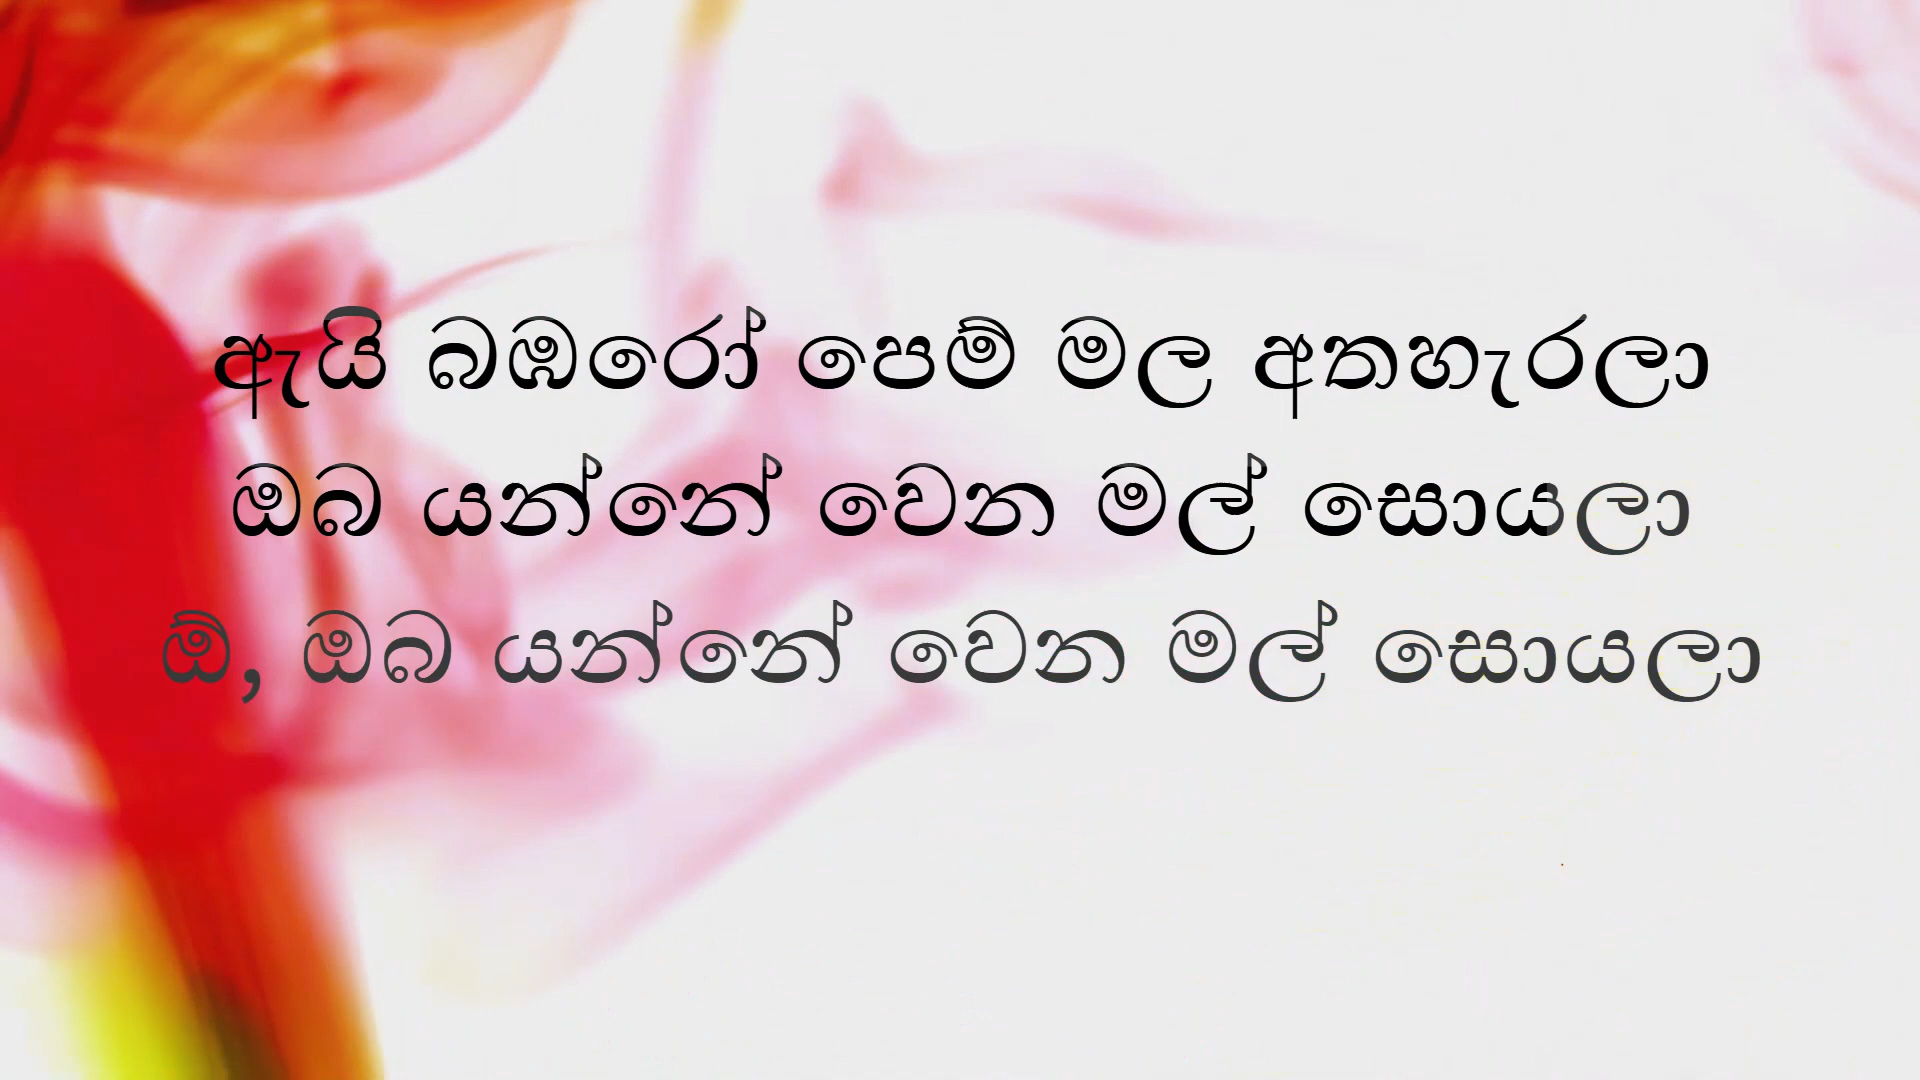 ඇයි බඹරෝ පෙම් මල අතහැරලා
ඔබ යන්නේ වෙන මල් සොයලා
ඕ, ඔබ යන්නේ වෙන මල් සොයලා